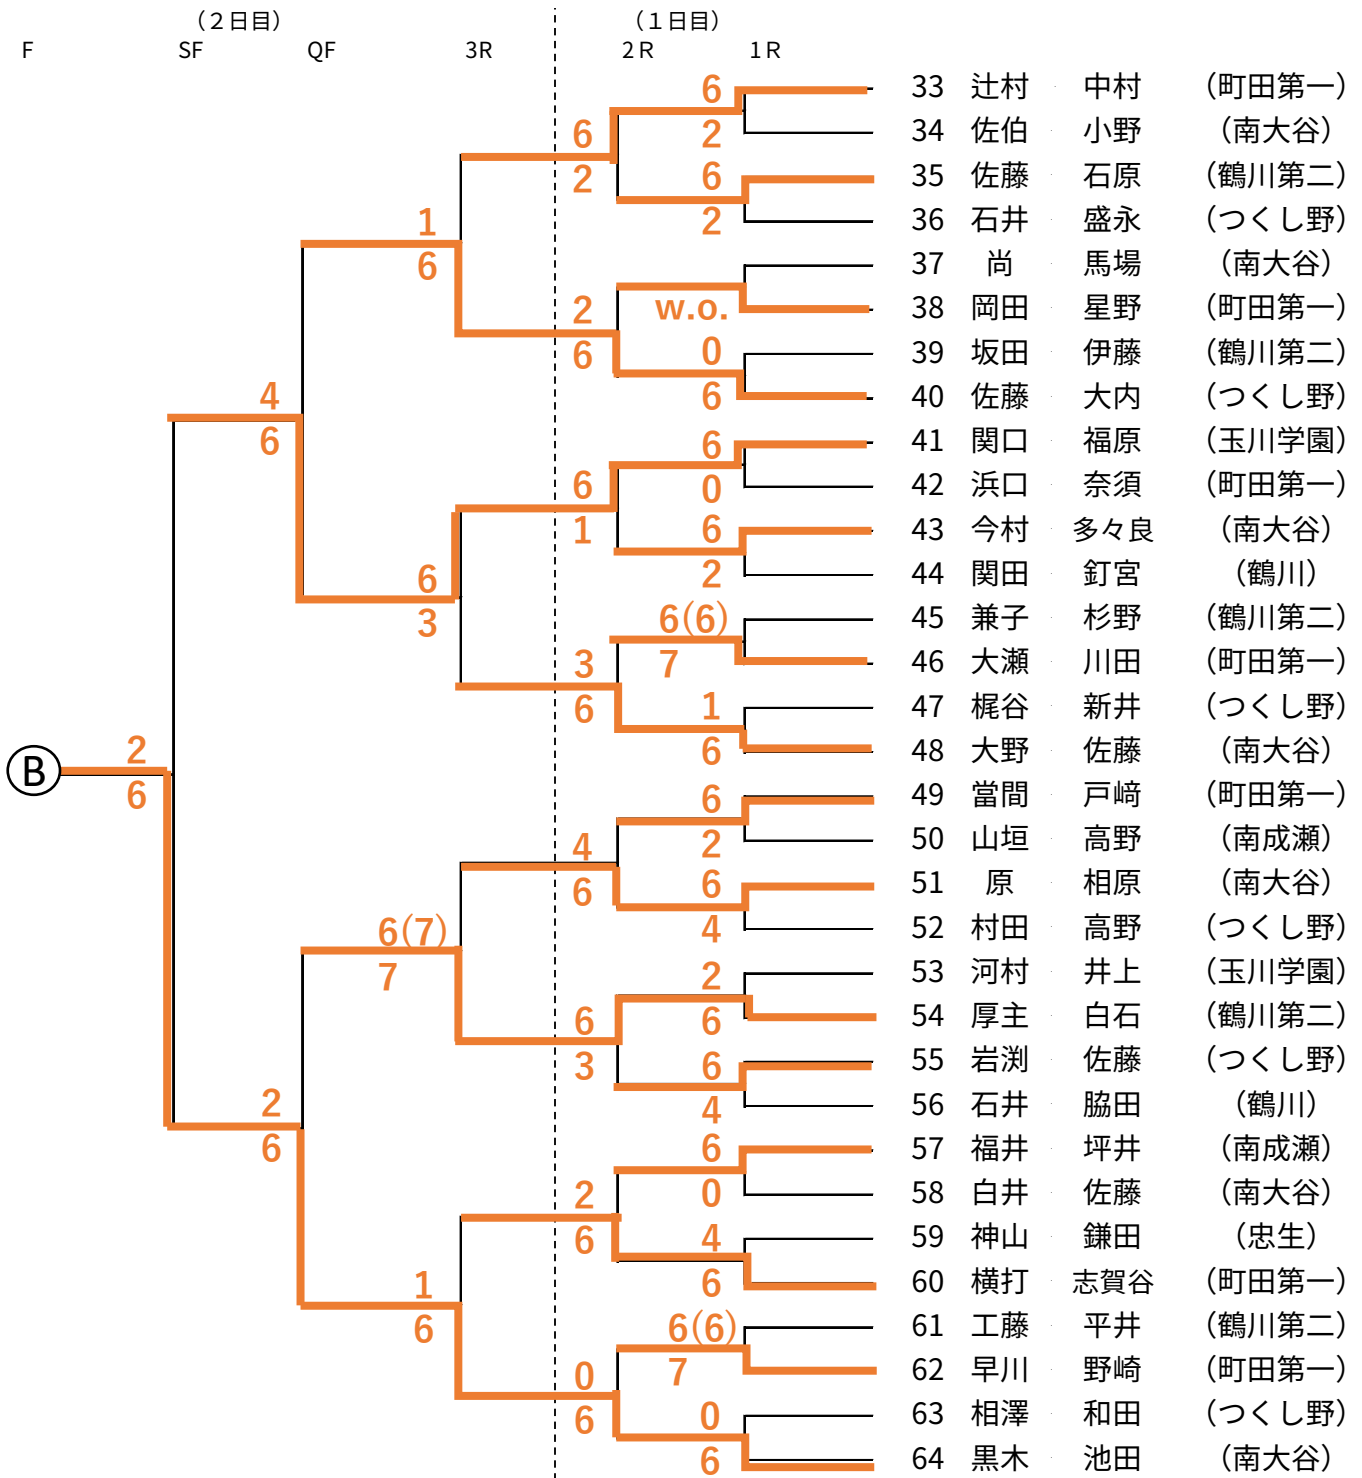 （２日目） （１日目）
F SF QF 3R 2R 1R
6 33 辻村 中村 （町田第一）
6 2 34 佐伯 小野 （南大谷）
2 6 35 佐藤 石原 （鶴川第二）
1 2 36 石井 盛永 （つくし野）
6 37 尚 馬場 （南大谷）
2 w.o. 38 岡田 星野 （町田第一）
6 0 39 坂田 伊藤 （鶴川第二）
4 6 40 佐藤 大内 （つくし野）
6 6 41 関口 福原 （玉川学園）
6 0 42 浜口 奈須 （町田第一）
1 6 43 今村 多々良 （南大谷）
6 2 44 関田 釘宮 （鶴川）
3 6(6) 45 兼子 杉野 （鶴川第二）
3 7 46 大瀬 川田 （町田第一）
6 1 47 梶谷 新井 （つくし野）
2 6 48 大野 佐藤 （南大谷）
B
6 6 49 當間 戸﨑 （町田第一）
4 2 50 山垣 高野 （南成瀬）
6 6 51 原 相原 （南大谷）
6(7) 4 52 村田 高野 （つくし野）
7 2 53 河村 井上 （玉川学園）
6 6 54 厚主 白石 （鶴川第二）
3 6 55 岩渕 佐藤 （つくし野）
2 4 56 石井 脇田 （鶴川）
6 6 57 福井 坪井 （南成瀬）
2 0 58 白井 佐藤 （南大谷）
6 4 59 神山 鎌田 （忠生）
1 6 60 横打 志賀谷 （町田第一）
6 6(6) 61 工藤 平井 （鶴川第二）
0 7 62 早川 野崎 （町田第一）
6 0 63 相澤 和田 （つくし野）
6 64 黒木 池田 （南大谷）